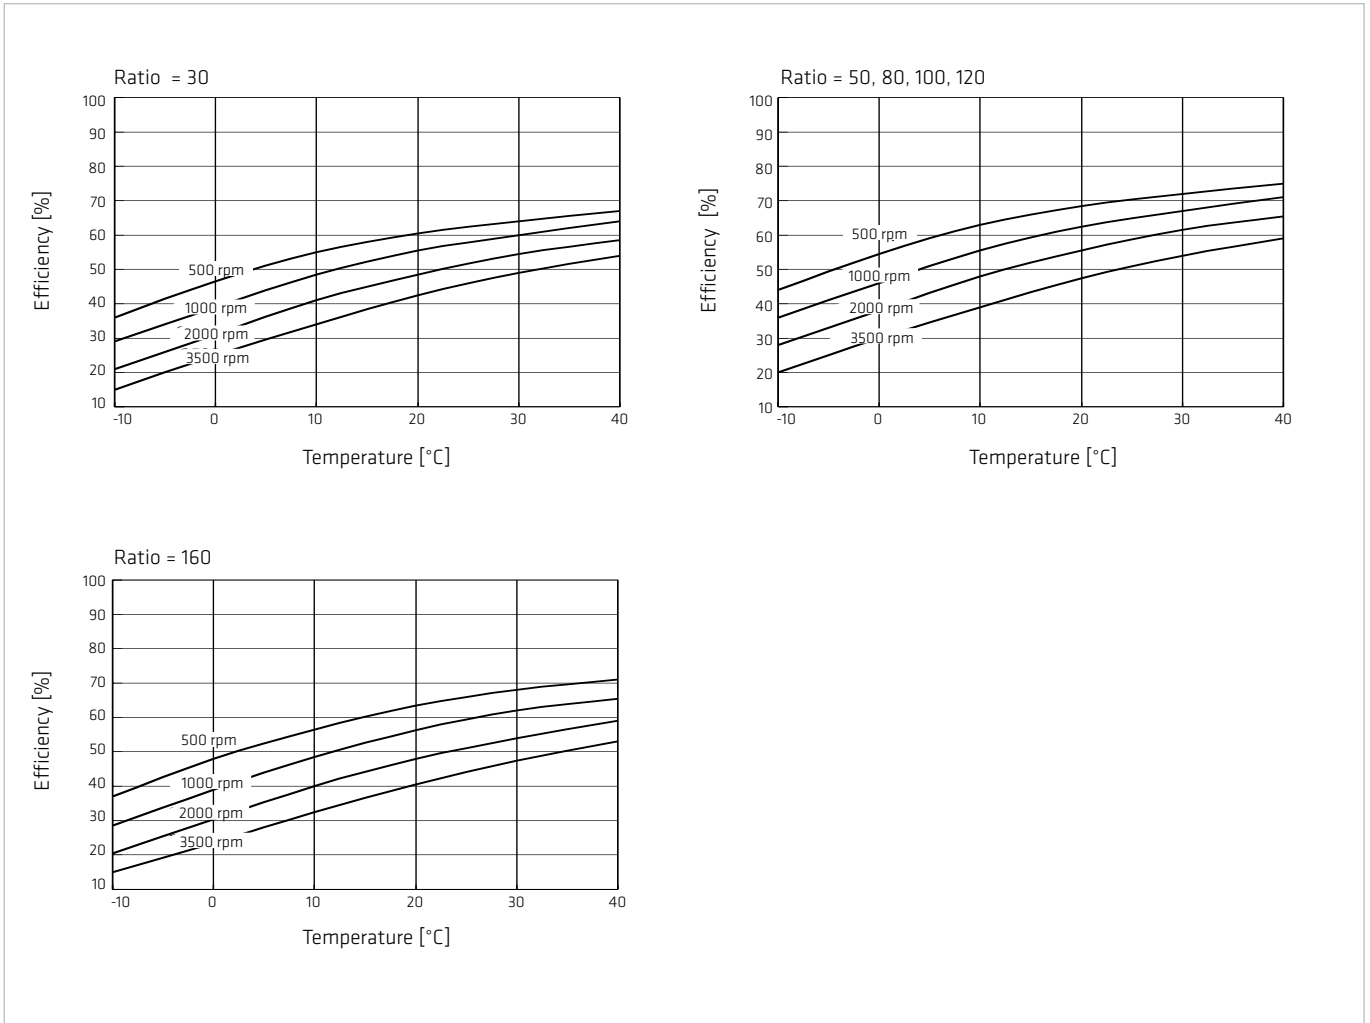 Ratio = 30
100
90
80
70
60
50
40
30
20
10
Efficiency [%]
500 rpm
1000 rpm
2000 rpm
3500 rpm
-10 0 10 20 30 40
Temperature [°C]
Ratio = 50, 80, 100, 120
100
90
80
70
60
50
40
30
20
10
Efficiency [%]
500 rpm
1000 rpm
2000 rpm
3500 rpm
-10 0 10 20 30 40
Temperature [°C]
Ratio = 160
100
90
80
70
60
50
40
30
20
10
Efficiency [%]
500 rpm
1000 rpm
2000 rpm
3500 rpm
-10 0 10 20 30 40
Temperature [°C]